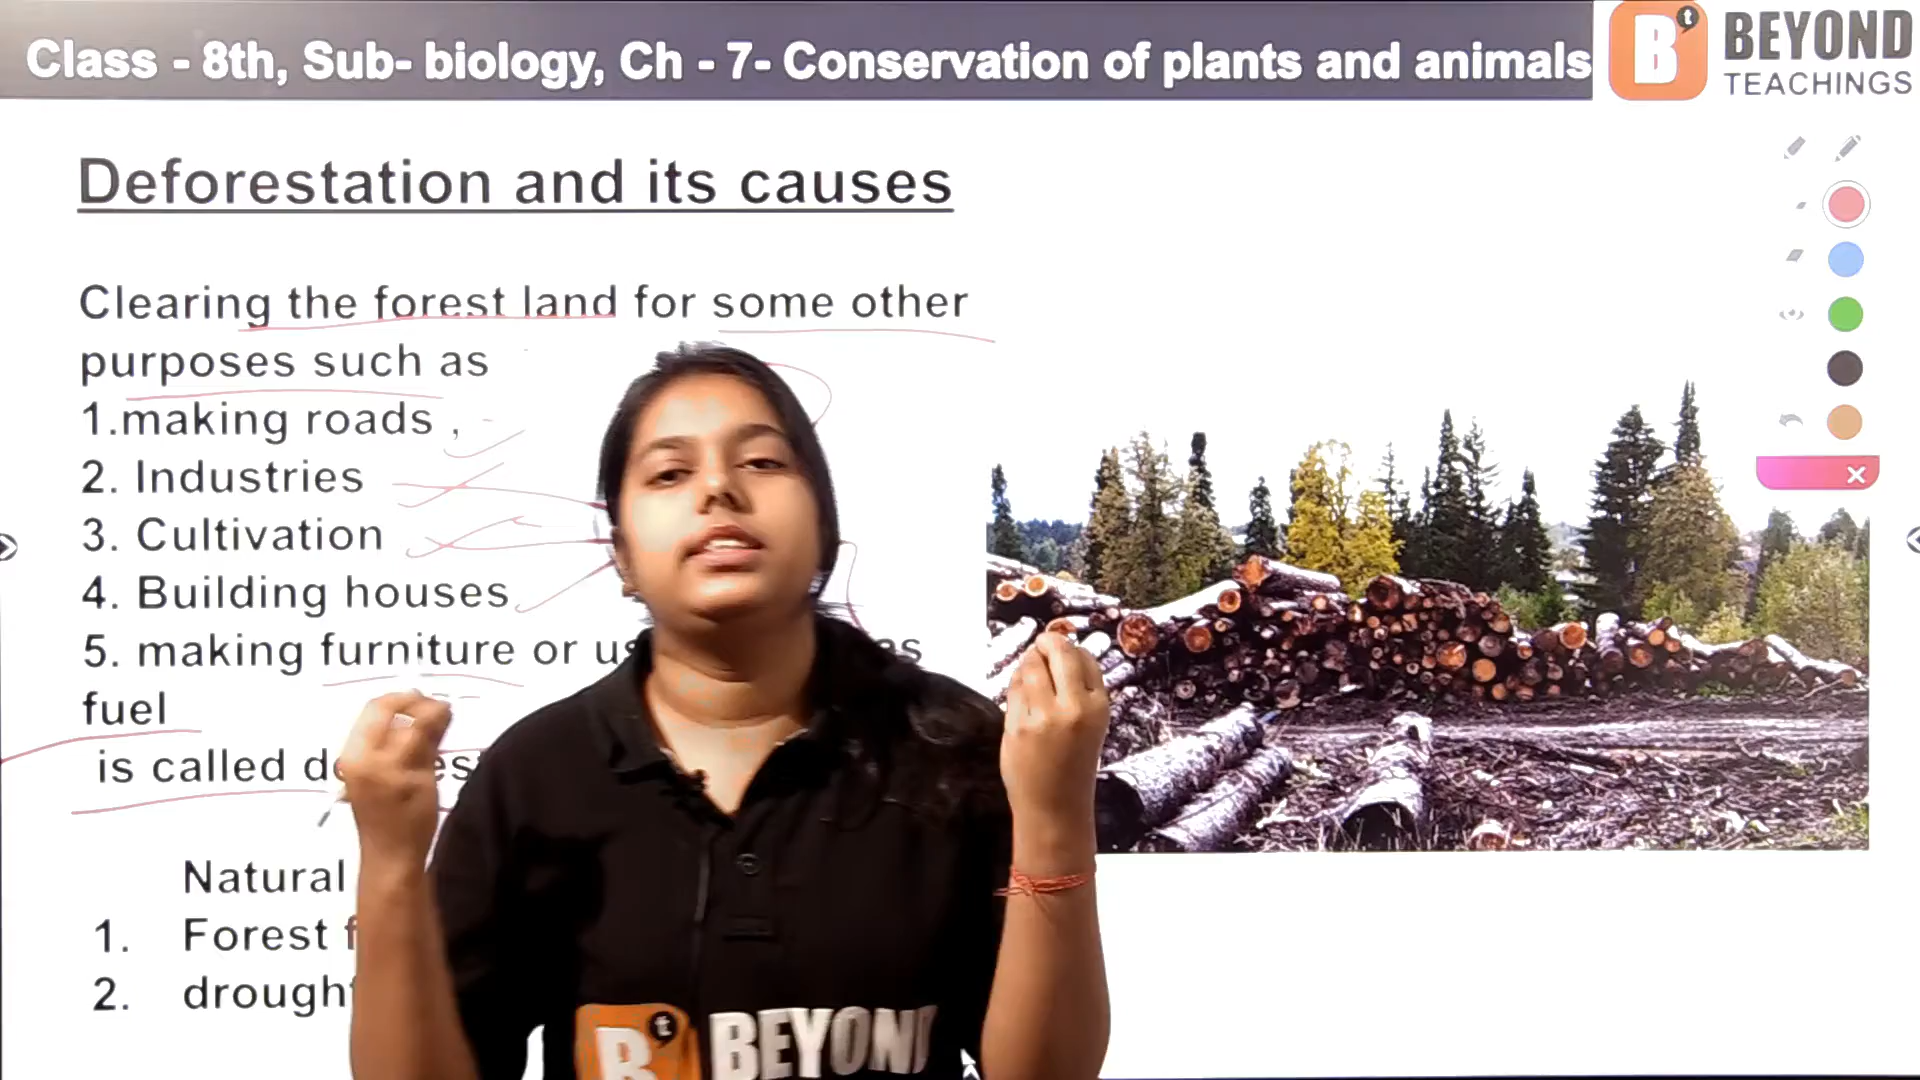 Class - 8th, Sub- biology, Ch - 7- Conservation of plants and animals
B't BEYOND
TEACHINGS
Deforestation and its causes
Clearing the forest land for some other
purposes such as
1.making roads ,
2. Industries
3. Cultivation
4. Building houses
5. making furniture or
fuel
is called
Natural
1. Forest
2.
B't BEYOND